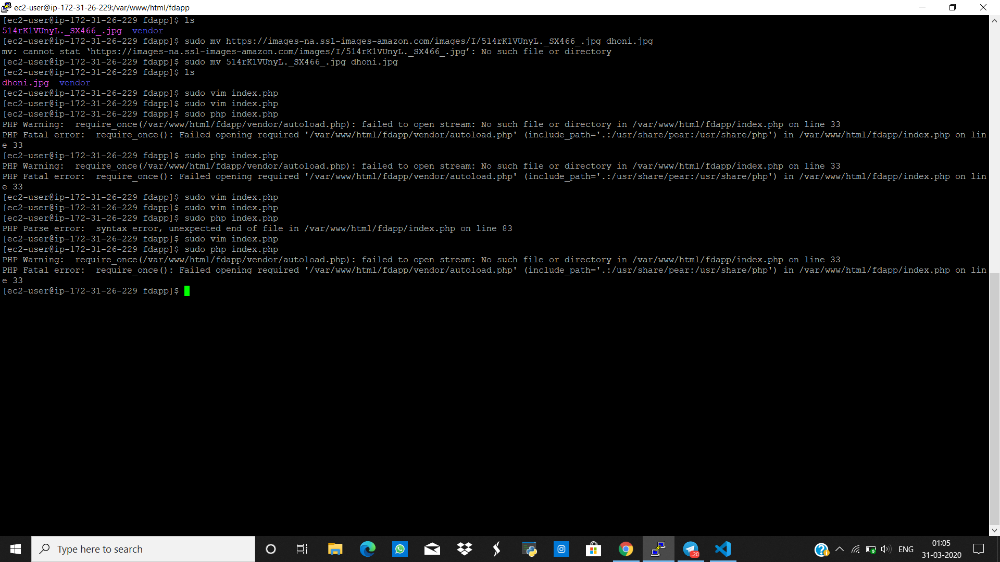 ec2-user@ip-172-31-26-229:/var/www/html/fdapp
[ec2-user@ip-172-31-26-229 fdapp]$ ls
514rK1VUnyL._SX466_.jpg  vendor
[ec2-user@ip-172-31-26-229 fdapp]$ sudo mv https://images-na.ssl-images-amazon.com/images/I/514rK1VUnyL._SX466_.jpg dhoni.jpg
mv: cannot stat ‘https://images-na.ssl-images-amazon.com/images/I/514rK1VUnyL._SX466_.jpg’: No such file or directory
[ec2-user@ip-172-31-26-229 fdapp]$ sudo mv 514rK1VUnyL._SX466_.jpg dhoni.jpg
[ec2-user@ip-172-31-26-229 fdapp]$ ls
dhoni.jpg  vendor
[ec2-user@ip-172-31-26-229 fdapp]$ sudo vim index.php
[ec2-user@ip-172-31-26-229 fdapp]$ sudo vim index.php
[ec2-user@ip-172-31-26-229 fdapp]$ sudo php index.php
PHP Warning:  require_once(/var/www/html/fdapp/vendor/autoload.php): failed to open stream: No such file or directory in /var/www/html/fdapp/index.php on line 33
PHP Fatal error:  require_once(): Failed opening required '/var/www/html/fdapp/vendor/autoload.php' (include_path='.:/usr/share/pear:/usr/share/php') in /var/www/html/fdapp/index.php on lin
e 33
[ec2-user@ip-172-31-26-229 fdapp]$ sudo php index.php
PHP Warning:  require_once(/var/www/html/fdapp/vendor/autoload.php): failed to open stream: No such file or directory in /var/www/html/fdapp/index.php on line 33
PHP Fatal error:  require_once(): Failed opening required '/var/www/html/fdapp/vendor/autoload.php' (include_path='.:/usr/share/pear:/usr/share/php') in /var/www/html/fdapp/index.php on lin
e 33
[ec2-user@ip-172-31-26-229 fdapp]$ sudo vim index.php
[ec2-user@ip-172-31-26-229 fdapp]$ sudo vim index.php
[ec2-user@ip-172-31-26-229 fdapp]$ sudo php index.php
PHP Parse error:  syntax error, unexpected end of file in /var/www/html/fdapp/index.php on line 83
[ec2-user@ip-172-31-26-229 fdapp]$ sudo vim index.php
[ec2-user@ip-172-31-26-229 fdapp]$ sudo php index.php
PHP Warning:  require_once(/var/www/html/fdapp/vendor/autoload.php): failed to open stream: No such file or directory in /var/www/html/fdapp/index.php on line 33
PHP Fatal error:  require_once(): Failed opening required '/var/www/html/fdapp/vendor/autoload.php' (include_path='.:/usr/share/pear:/usr/share/php') in /var/www/html/fdapp/index.php on lin
e 33
[ec2-user@ip-172-31-26-229 fdapp]$
Type here to search
..20
ENG
01:05
31-03-2020